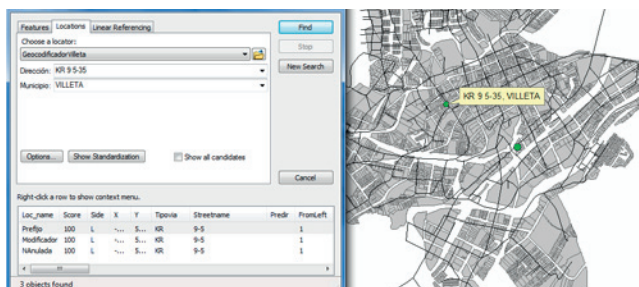 Features Locations Linear Referencing
Find
Choose a locator:
Stop
GeocodificadorVilleta
Dirección: KR 9 5-35
New Search
Municipio: VILLETA
KR 9 5-35, VILLETA
Options... Show Standardization Show all candidates
Cancel
Right-click a row to show context menu.
Loc_name Score Side X Y Tipovia Streetname Predir FromLeft
Prefijo 100 L -... 5... KR 9-5 1
Modificador 100 L -... 5... KR 9-5 1
NAnulada 100 L -... 5... KR 9-5 1
3 objects found